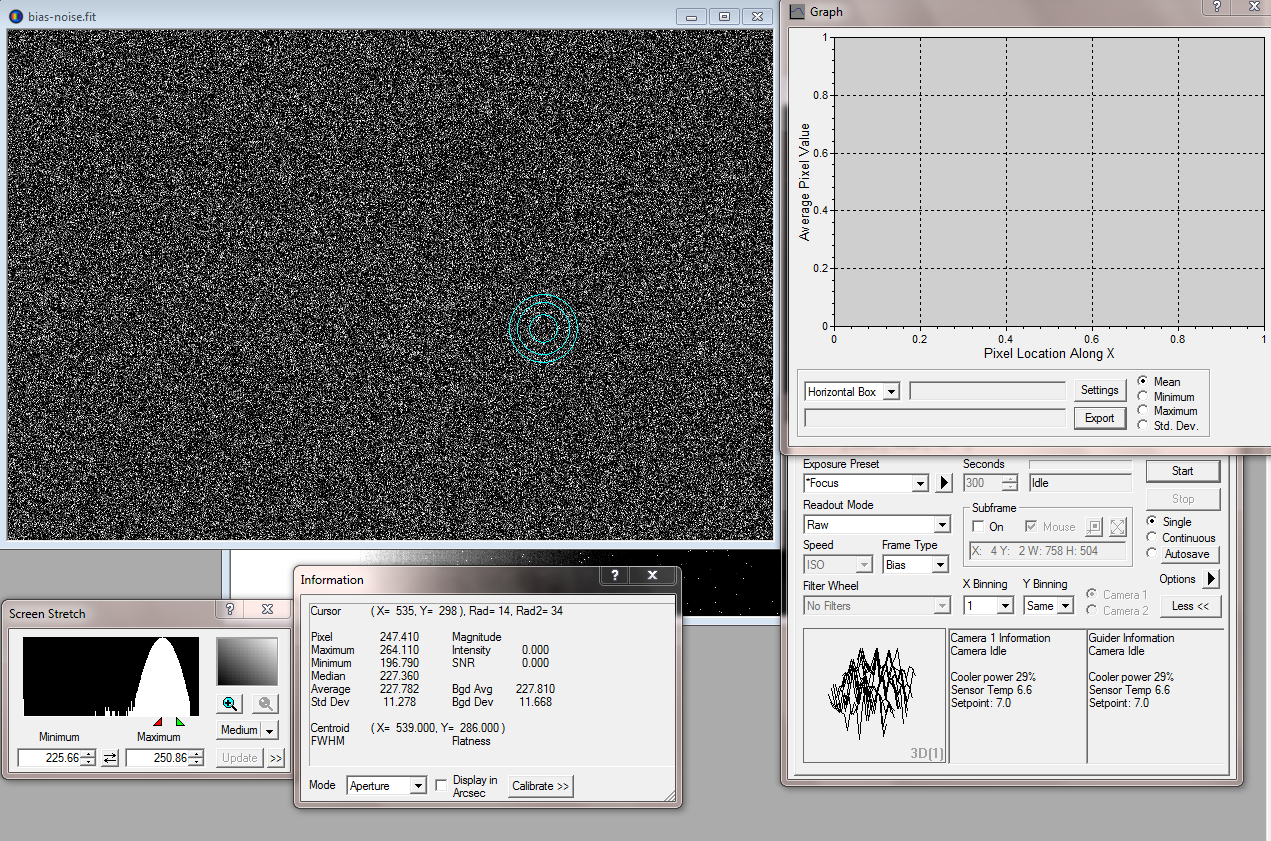 bias-noise.fit
Graph
?
1
0.8
0.6
0.4
0.2
0
Average Pixel Value
0 0.2 0.4 0.6 0.8 1
Pixel Location Along X
Horizontal Box
Settings
Export
Mean
Minimum
Maximum
Std. Dev.
Exposure Preset
*Focus
Seconds
300
Idle
Start
Stop
Readout Mode
Raw
Subframe
On Mouse
X: 4 Y: 2 W: 758 H: 504
Single
Continuous
Autosave
Speed
ISO
Frame Type
Bias
Filter Wheel
No Filters
X Binning
1
Y Binning
Same
Camera 1
Camera 2
Options
Less <<
3D(1)
Camera 1 Information
Camera Idle
Cooler power 29%
Sensor Temp 6.6
Setpoint: 7.0
Guider Information
Camera Idle
Cooler power 29%
Sensor Temp 6.6
Setpoint: 7.0
Screen Stretch
?
Minimum
Maximum
225.66
250.86
Medium
Update >>
Information
?
Cursor ( X= 535, Y= 298 ), Rad= 14, Rad2= 34
Pixel 247.410 Magnitude
Maximum 264.110 Intensity 0.000
Minimum 196.790 SNR 0.000
Median 227.360
Average 227.782 Bgd Avg 227.810
Std Dev 11.278 Bgd Dev 11.668
Centroid ( X= 539.000, Y= 286.000 )
FWHM Flatness
Mode Aperture
Display in
Arcsec
Calibrate >>